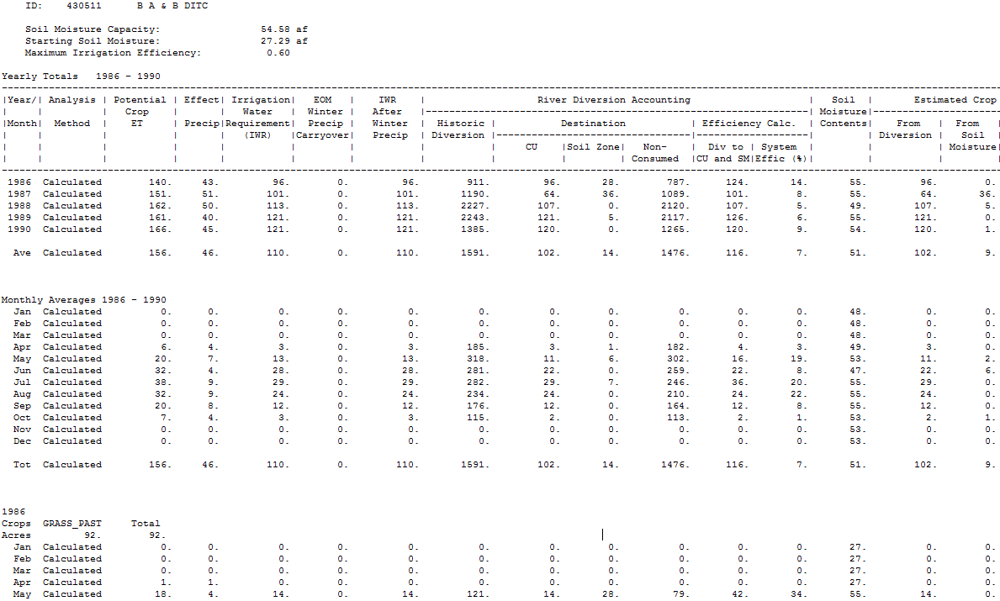 ID:    430511      B A & B DITC
Soil Moisture Capacity:                 54.58 af
Starting Soil Moisture:                 27.29 af
Maximum Irrigation Efficiency:           0.60
Yearly Totals   1986 - 1990
|Year/| Analysis | Potential | Effect| Irrigation| EOM | IWR | River Diversion Accounting | Soil | Estimated Crop
| | | Crop | | Water | Winter | After |-| Moisture|-
|Month| Method | ET | Precip|Requirement| Precip | Winter | Historic | Destination | Efficiency Calc. | Contents| From | From
| | | | | (IWR) |Carryover| Precip | Diversion |-|-| | Diversion | Soil
| | | | | | | | | CU |Soil Zone| Non- | Div to | System | | | Moisture|
| | | | | | | | | | | Consumed |CU and SM|Effic (%)| | | |
1986 Calculated 140. 43. 96. 0. 96. 911. 96. 28. 787. 124. 14. 55. 96. 0.
1987 Calculated 151. 51. 101. 0. 101. 1190. 64. 36. 1089. 101. 8. 55. 64. 36.
1988 Calculated 162. 50. 113. 0. 113. 2227. 107. 0. 2120. 107. 5. 49. 107. 5.
1989 Calculated 161. 40. 121. 0. 121. 2243. 121. 5. 2117. 126. 6. 55. 121. 0.
1990 Calculated 166. 45. 121. 0. 121. 1385. 120. 0. 1265. 120. 9. 54. 120. 1.
Ave Calculated 156. 46. 110. 0. 110. 1591. 102. 14. 1476. 116. 7. 51. 102. 9.
Monthly Averages 1986 - 1990
Jan Calculated 0. 0. 0. 0. 0. 0. 0. 0. 0. 0. 0. 48. 0. 0.
Feb Calculated 0. 0. 0. 0. 0. 0. 0. 0. 0. 0. 0. 48. 0. 0.
Mar Calculated 0. 0. 0. 0. 0. 0. 0. 0. 0. 0. 0. 48. 0. 0.
Apr Calculated 6. 4. 3. 0. 3. 185. 3. 1. 182. 4. 3. 49. 3. 0.
May Calculated 20. 7. 13. 0. 13. 318. 11. 6. 302. 16. 19. 53. 11. 2.
Jun Calculated 32. 4. 28. 0. 28. 281. 22. 0. 259. 22. 8. 47. 22. 6.
Jul Calculated 38. 9. 29. 0. 29. 282. 29. 7. 246. 36. 20. 55. 29. 0.
Aug Calculated 32. 9. 24. 0. 24. 234. 24. 0. 210. 24. 22. 55. 24. 0.
Sep Calculated 20. 8. 12. 0. 12. 176. 12. 0. 164. 12. 8. 55. 12. 0.
Oct Calculated 7. 4. 3. 0. 3. 115. 2. 0. 113. 2. 1. 53. 2. 1.
Nov Calculated 0. 0. 0. 0. 0. 0. 0. 0. 0. 0. 0. 53. 0. 0.
Dec Calculated 0. 0. 0. 0. 0. 0. 0. 0. 0. 0. 0. 53. 0. 0.
Tot Calculated 156. 46. 110. 0. 110. 1591. 102. 14. 1476. 116. 7. 51. 102. 9.
1986
Crops GRASS_PAST Total
Acres 92. 92.
Jan Calculated 0. 0. 0. 0. 0. 0. 0. 0. 0. 0. 0. 27. 0. 0.
Feb Calculated 0. 0. 0. 0. 0. 0. 0. 0. 0. 0. 0. 27. 0. 0.
Mar Calculated 0. 0. 0. 0. 0. 0. 0. 0. 0. 0. 0. 27. 0. 0.
Apr Calculated 1. 1. 0. 0. 0. 0. 0. 0. 0. 0. 0. 27. 0. 0.
May Calculated 18. 4. 14. 0. 14. 121. 14. 28. 79. 42. 34. 55. 14. 0.